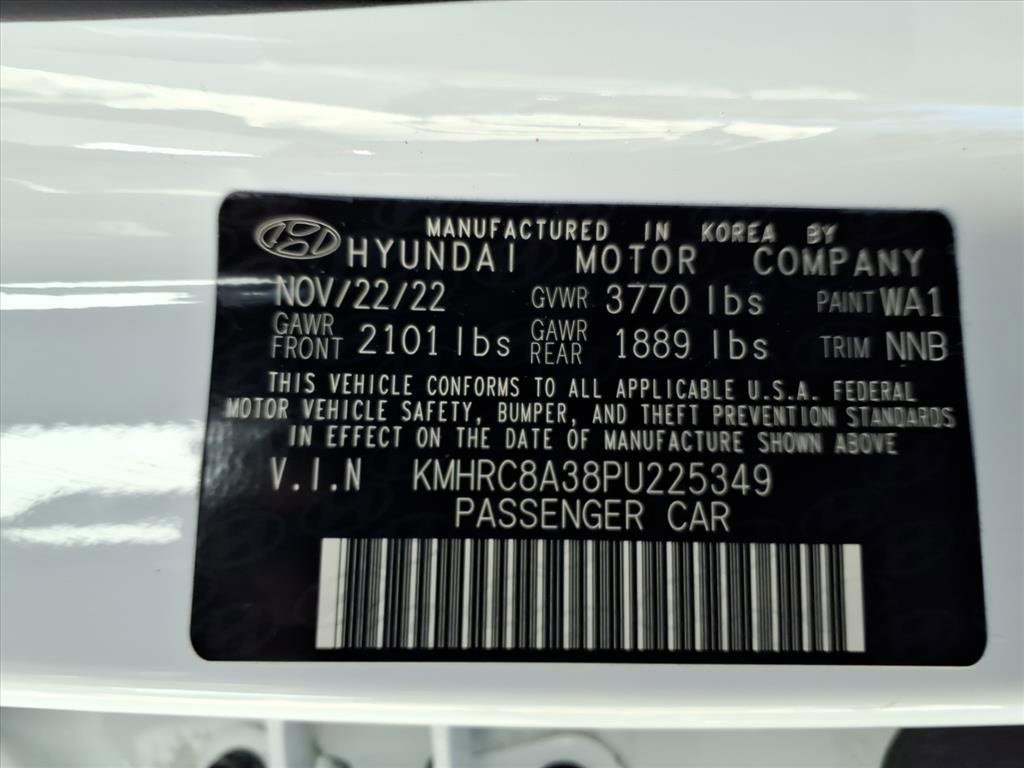 MANUFACTURED IN KOREA BY
HYUNDAI MOTOR COMPANY
NOV/22/22 GVWR 3770 lbs PAINT WA1
GAWR FRONT 2101 lbs GAWR REAR 1889 lbs TRIM NNB
THIS VEHICLE CONFORMS TO ALL APPLICABLE U.S.A. FEDERAL
MOTOR VEHICLE SAFETY, BUMPER, AND THEFT PREVENTION STANDARDS
IN EFFECT ON THE DATE OF MANUFACTURE SHOWN ABOVE
V.I.N KMHRC8A38PU225349
PASSENGER CAR